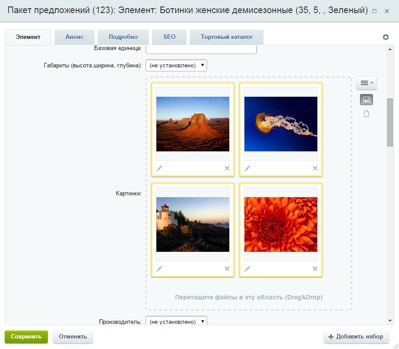 Пакет предложений (123): Элемент: Ботинки женские демисезонные (35, 5, , Зеленый)
Элемент Анонс Подробно SEO Торговый каталог
Базовая единица:
Габариты (высота,ширина, глубина): (не установлено)
Картинки:
Перетащите файлы в эту область (Drag&Drop)
Производитель: (не установлено)
Сохранить Отменить + Добавить набор